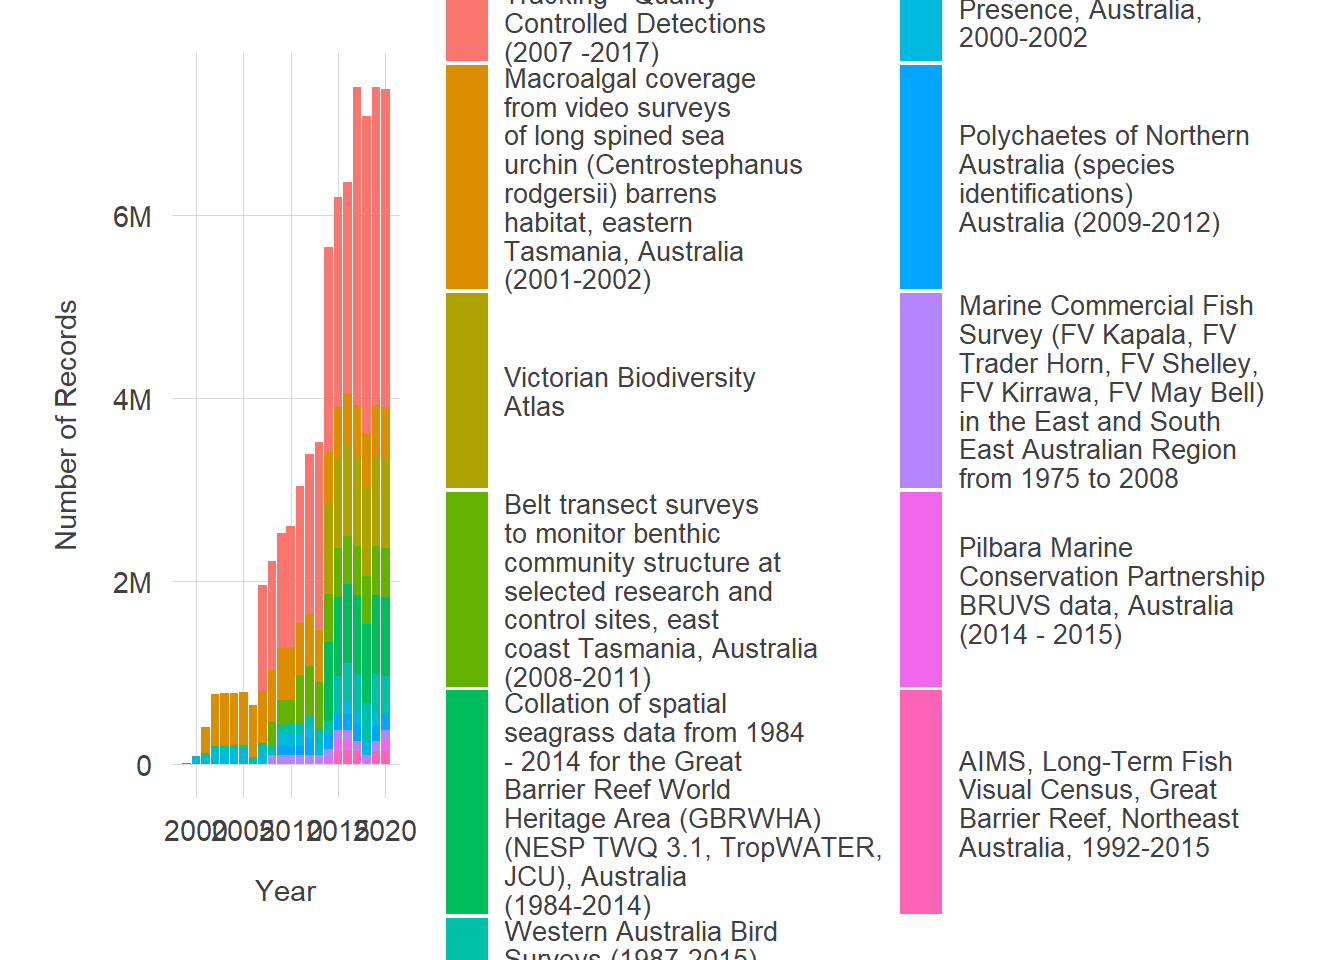 6M
4M
2M
0
Number of Records
2000
2005
2010
2015
2020
Year
Tracking - Quality
Controlled Detections
(2007 -2017)
Macroalgal coverage
from video surveys
of long spined sea
urchin (Centrostephanus
rodgersii) barrens
habitat, eastern
Tasmania, Australia
(2001-2002)
Victorian Biodiversity
Atlas
Belt transect surveys
to monitor benthic
community structure at
selected research and
control sites, east
coast Tasmania, Australia
(2008-2011)
Collation of spatial
seagrass data from 1984
- 2014 for the Great
Barrier Reef World
Heritage Area (GBRWHA)
(NESP TWQ 3.1, TropWATER,
JCU), Australia
(1984-2014)
Western Australia Bird
Surveys (1987-2015)
Presence, Australia,
2000-2002
Polychaetes of Northern
Australia (species
identifications)
Australia (2009-2012)
Marine Commercial Fish
Survey (FV Kapala, FV
Trader Horn, FV Shelley,
FV Kirrawa, FV May Bell)
in the East and South
East Australian Region
from 1975 to 2008
Pilbara Marine
Conservation Partnership
BRUVS data, Australia
(2014 - 2015)
AIMS, Long-Term Fish
Visual Census, Great
Barrier Reef, Northeast
Australia, 1992-2015